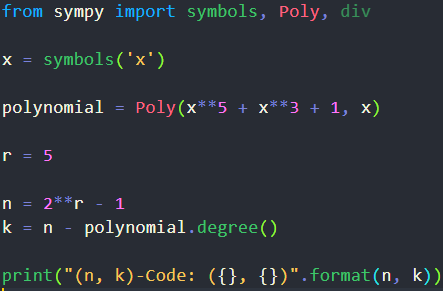 from sympy import symbols, Poly, div
x = symbols('x')
polynomial = Poly(x**5 + x**3 + 1, x)
r = 5
n = 2**r - 1
k = n - polynomial.degree()
print("(n, k)-Code: ({}, {})".format(n, k))